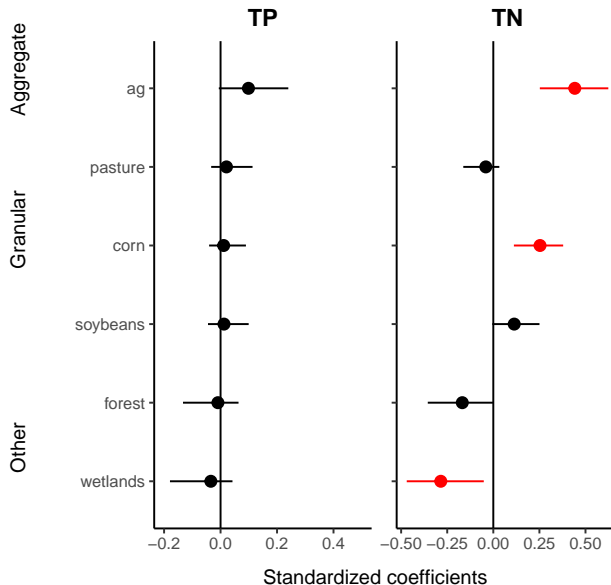 TP TN
Aggregate
ag
pasture
Granular
corn
soybeans
forest
Other
wetlands
−0.2 0.0 0.2 0.4 −0.50 −0.25 0.00 0.25 0.50
Standardized coefficients